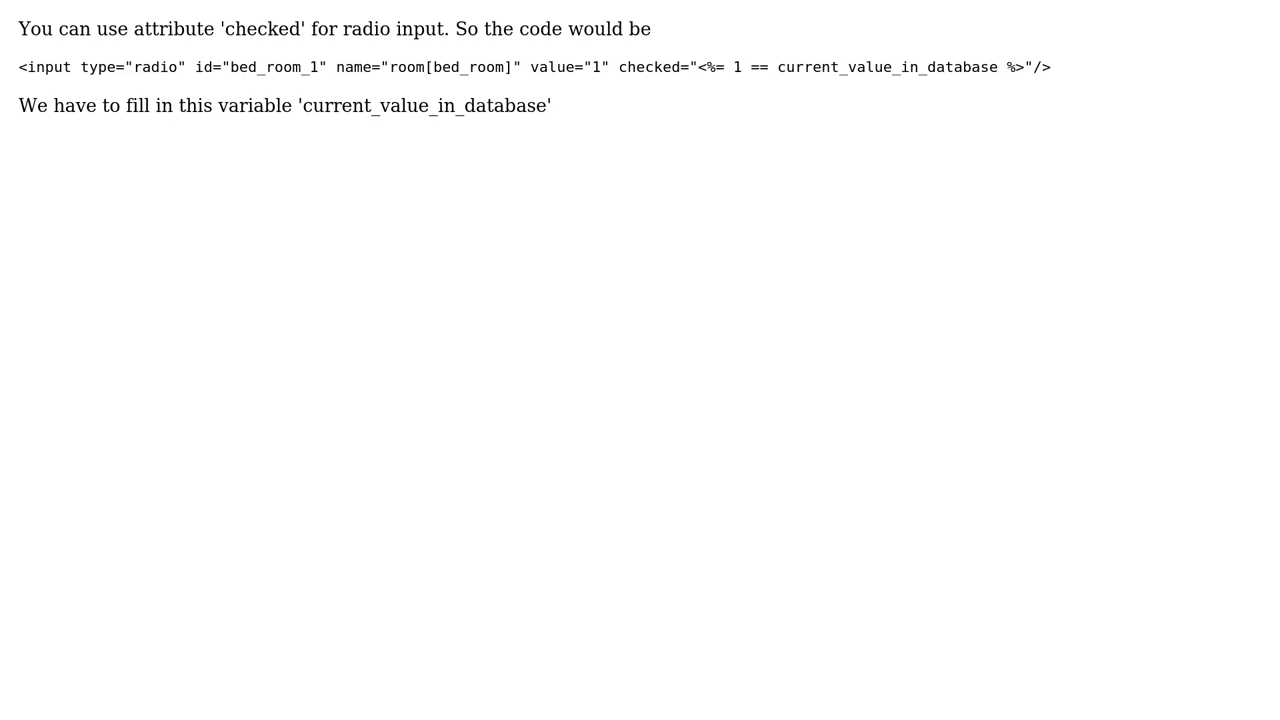 You can use attribute 'checked' for radio input. So the code would be
<input type="radio" id="bed_room_1" name="room[bed_room]" value="1" checked="<%= 1 == current_value_in_database %>"/>
We have to fill in this variable 'current_value_in_database'